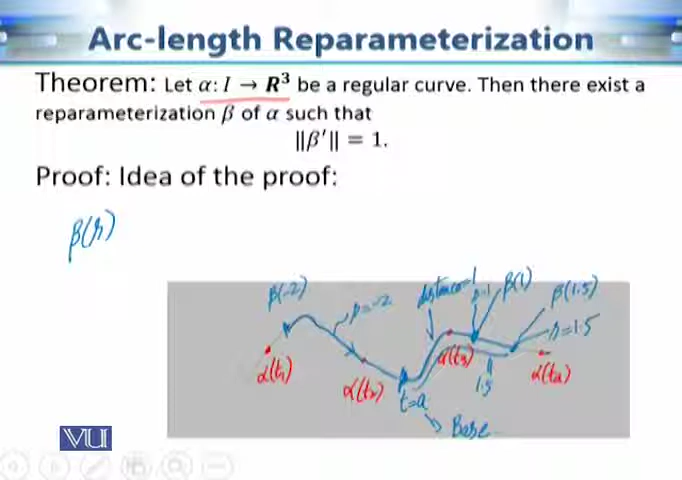 Arc-length Reparameterization
Theorem: Let α: I → R³ be a regular curve. Then there exist a
reparameterization β of α such that
||β′|| = 1.
Proof: Idea of the proof:
β(s)
β(-2)
s=-2
distance=1
s=1
β(1)
β(1.5)
s=1.5
α(t₁)
α(t₂)
t=a
α(t₃)
1.5
α(t₄)
Base
VU